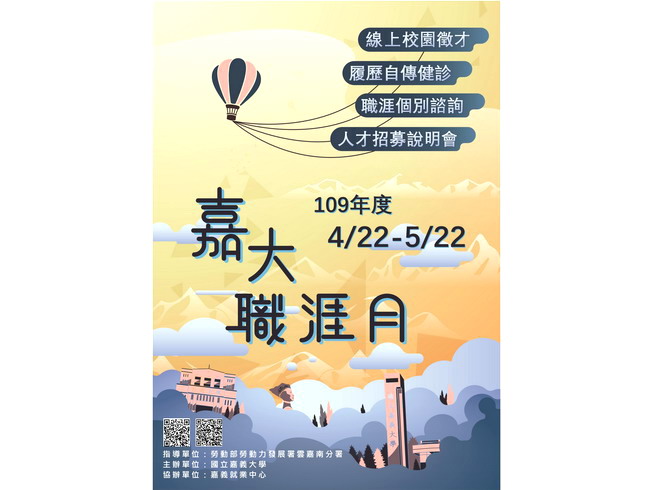 線上校園徵才
履歷自傳健診
職涯個別諮詢
人才招募說明會
109年度
4/22-5/22
嘉大
職涯月
指導單位：勞動部勞動力發展署雲嘉南分署
主辦單位：國立嘉義大學
協辦單位：嘉義就業中心